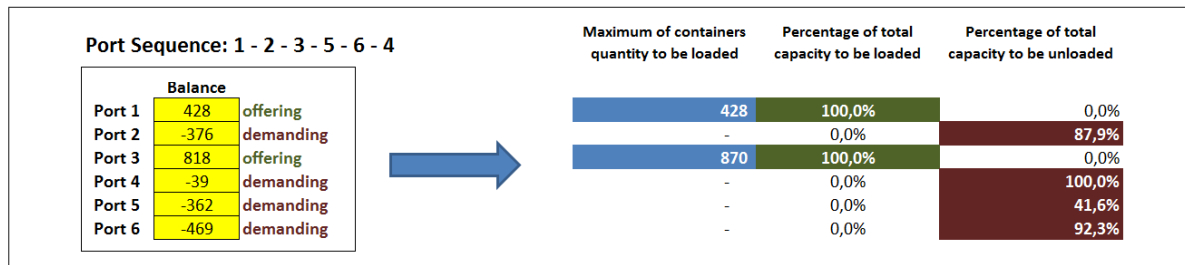 Port Sequence: 1 - 2 - 3 - 5 - 6 - 4
Maximum of containers quantity to be loaded Percentage of total capacity to be loaded Percentage of total capacity to be unloaded
Balance
Port 1 428 offering 428 100,0% 0,0%
Port 2 -376 demanding - 0,0% 87,9%
Port 3 818 offering 870 100,0% 0,0%
Port 4 -39 demanding - 0,0% 100,0%
Port 5 -362 demanding - 0,0% 41,6%
Port 6 -469 demanding - 0,0% 92,3%